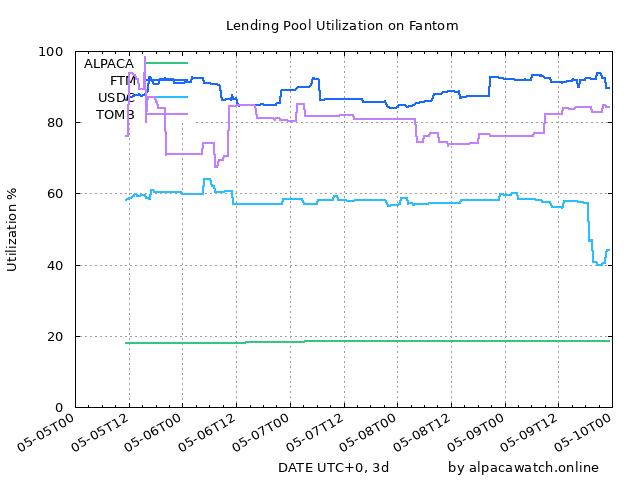 Lending Pool Utilization on Fantom
Utilization %
100
80
60
40
20
0
ALPACA
FTM
USDC
TOMB
05-05T00
05-05T12
05-06T00
05-06T12
05-07T00
05-07T12
05-08T00
05-08T12
05-09T00
05-09T12
05-10T00
DATE UTC+0, 3d
by alpacawatch.online